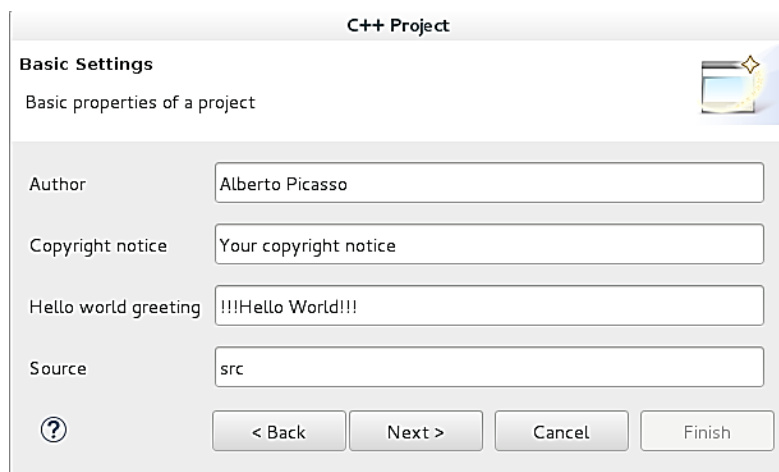 C++ Project
Basic Settings
Basic properties of a project
Author
Alberto Picasso
Copyright notice
Your copyright notice
Hello world greeting
!!!Hello World!!!
Source
src
?
< Back
Next >
Cancel
Finish